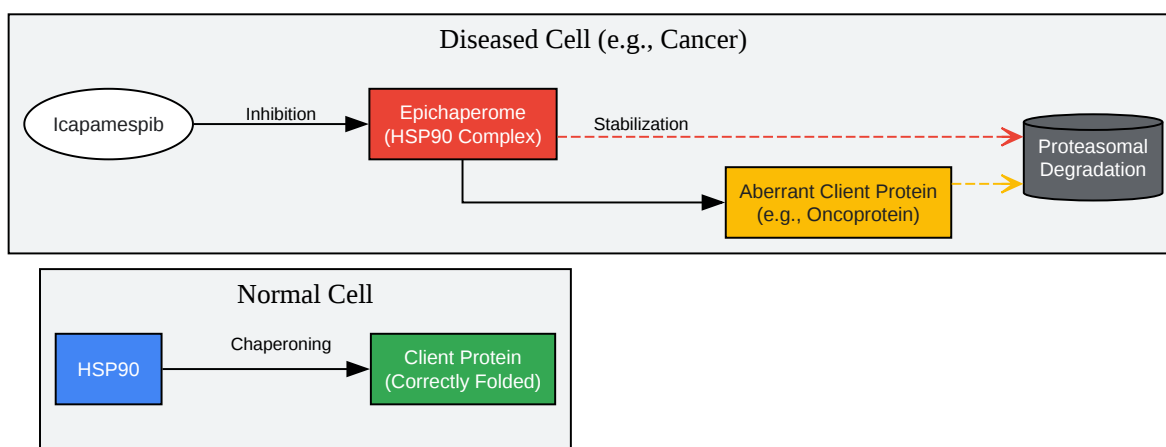 Diseased Cell (e.g., Cancer)
Icapamespib
Inhibition
Epichaperome
(HSP90 Complex)
Stabilization
Proteasomal
Degradation
Aberrant Client Protein
(e.g., Oncoprotein)
Normal Cell
HSP90
Chaperoning
Client Protein
(Correctly Folded)